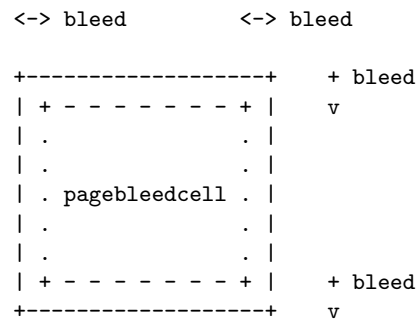 <-> bleed         <-> bleed
+-------------------+    + bleed
| + - - - - - - - + |    v
| .               . |
| .               . |
| . pagebleedcell . |
| .               . |
| .               . |
| + - - - - - - - + |    + bleed
+-------------------+    v